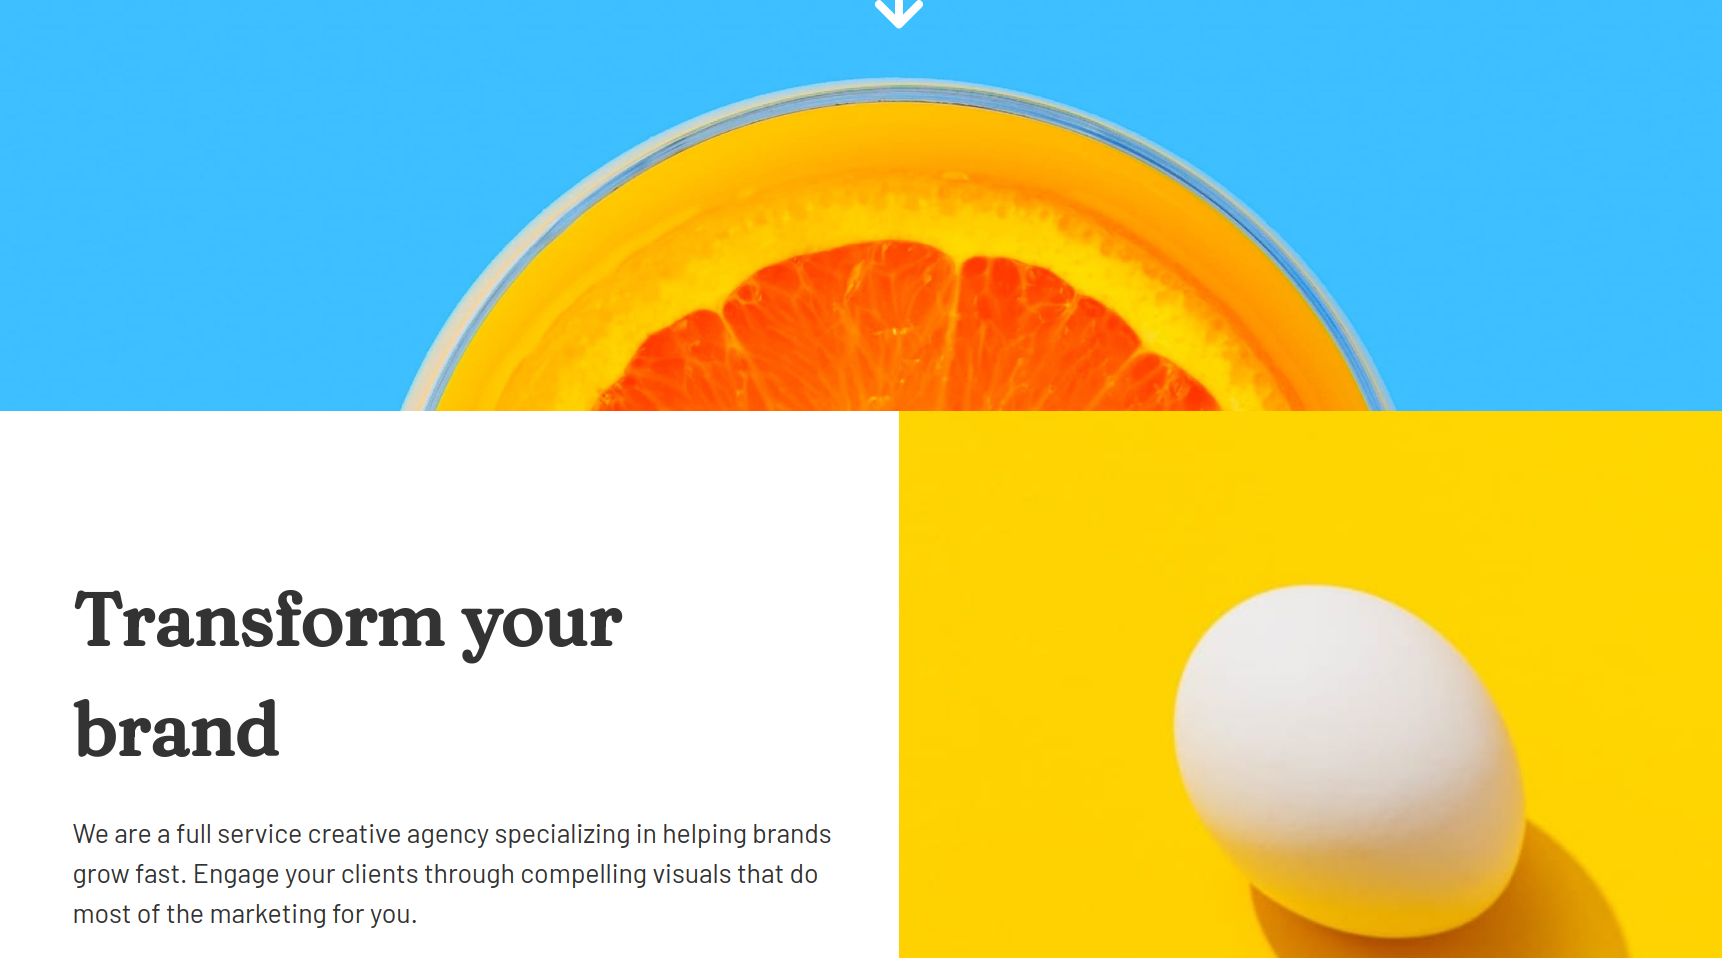 Transform your
brand
We are a full service creative agency specializing in helping brands
grow fast. Engage your clients through compelling visuals that do
most of the marketing for you.